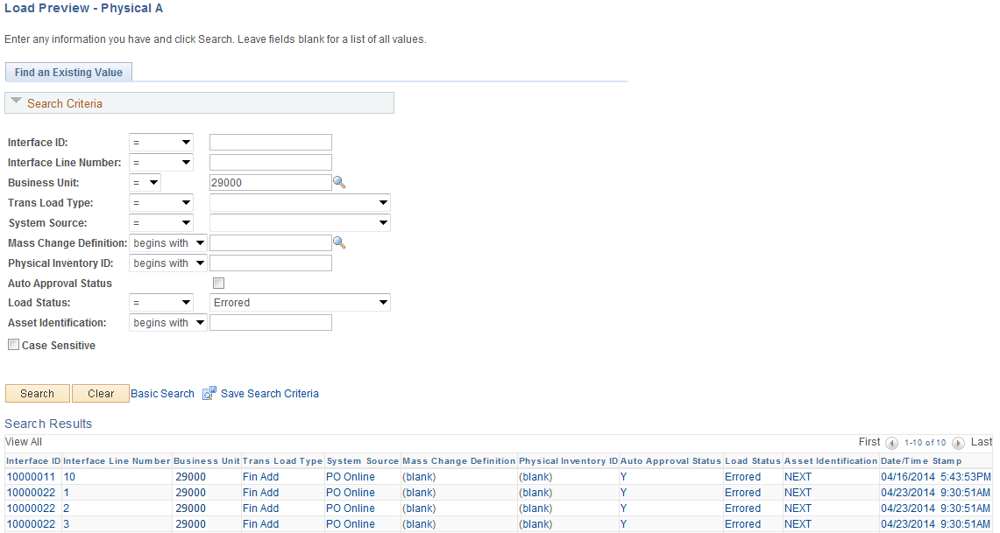 Load Preview - Physical A
Enter any information you have and click Search. Leave fields blank for a list of all values.
Find an Existing Value
Search Criteria
Interface ID: =
Interface Line Number: =
Business Unit: = 29000
Trans Load Type: =
System Source: =
Mass Change Definition: begins with
Physical Inventory ID: begins with
Auto Approval Status
Load Status: = Errored
Asset Identification: begins with
Case Sensitive
Search Clear Basic Search Save Search Criteria
Search Results
View All First 1-10 of 10 Last
Interface ID Interface Line Number Business Unit Trans Load Type System Source Mass Change Definition Physical Inventory ID Auto Approval Status Load Status Asset Identification Date/Time Stamp
10000011 10 29000 Fin Add PO Online (blank) (blank) Y Errored NEXT 04/16/2014 5:43:53PM
10000022 1 29000 Fin Add PO Online (blank) (blank) Y Errored NEXT 04/23/2014 9:30:51AM
10000022 2 29000 Fin Add PO Online (blank) (blank) Y Errored NEXT 04/23/2014 9:30:51AM
10000022 3 29000 Fin Add PO Online (blank) (blank) Y Errored NEXT 04/23/2014 9:30:51AM